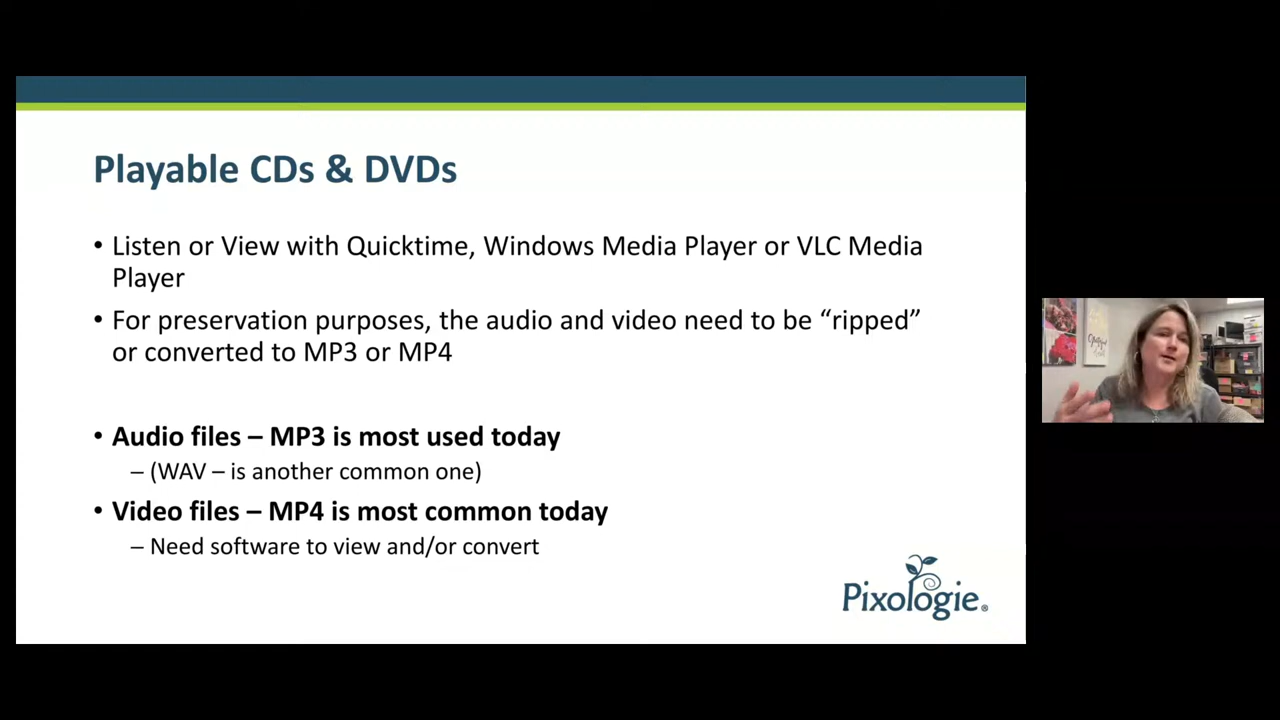 Playable CDs & DVDs
• Listen or View with Quicktime, Windows Media Player or VLC Media
Player
• For preservation purposes, the audio and video need to be “ripped”
or converted to MP3 or MP4
• Audio files – MP3 is most used today
– (WAV – is another common one)
• Video files – MP4 is most common today
– Need software to view and/or convert
Pixologie®